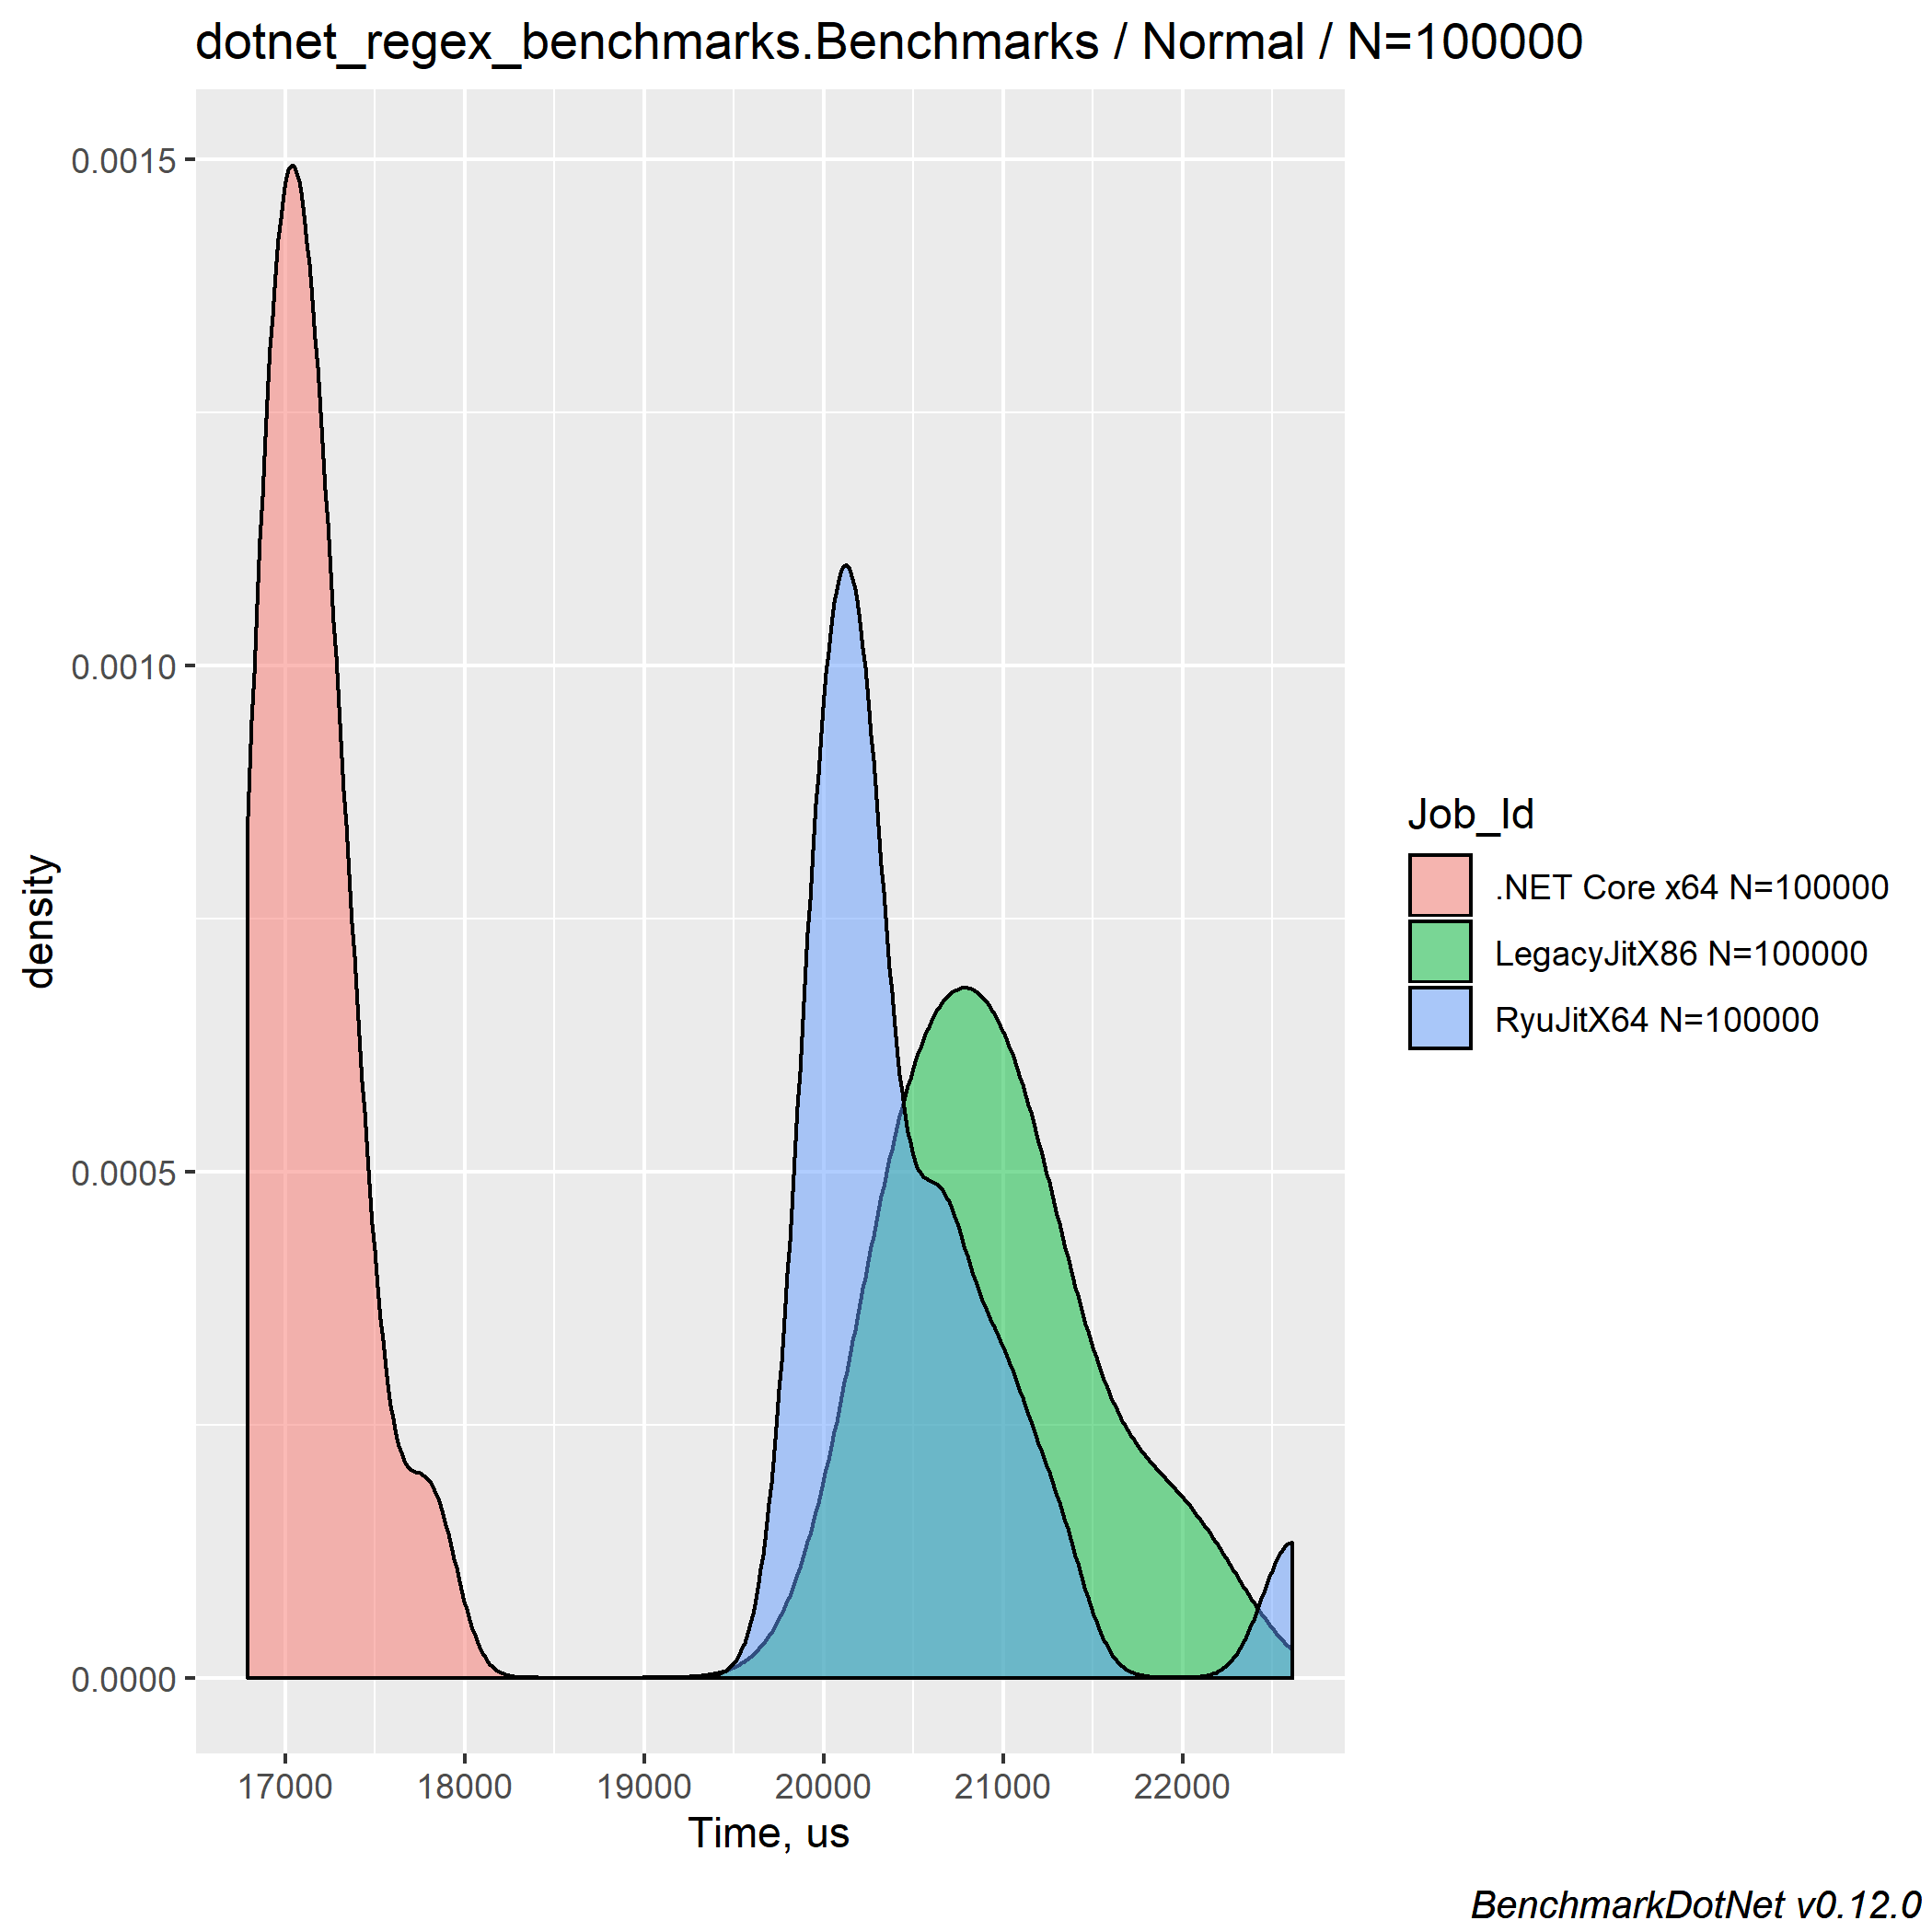 dotnet_regex_benchmarks.Benchmarks / Normal / N=100000
0.0015
0.0010
0.0005
0.0000
density
17000 18000 19000 20000 21000 22000
Time, us
Job_Id
.NET Core x64 N=100000
LegacyJitX86 N=100000
RyuJitX64 N=100000
BenchmarkDotNet v0.12.0